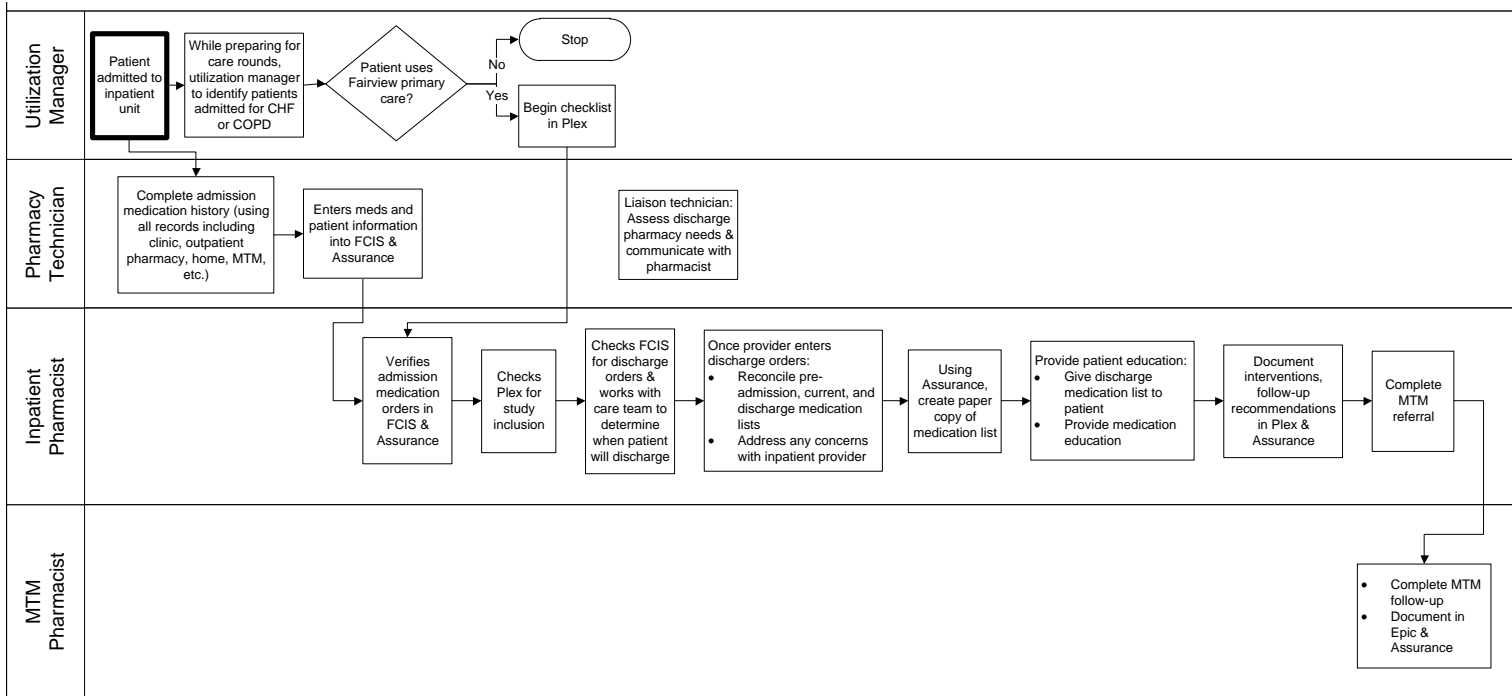 Utilization
Manager
Patient
admitted to
inpatient
unit
While preparing for
care rounds,
utilization manager
to identify patients
admitted for CHF
or COPD
Patient uses
Fairview primary
care?
No
Yes
Stop
Begin checklist
in Plex
Pharmacy
Technician
Complete admission
medication history (using
all records including
clinic, outpatient
pharmacy, home, MTM,
etc.)
Enters meds and
patient information
into FCIS &
Assurance
Liaison technician:
Assess discharge
pharmacy needs &
communicate with
pharmacist
Inpatient
Pharmacist
Verifies
admission
medication
orders in
FCIS &
Assurance
Checks
Plex for
study
inclusion
Checks FCIS
for discharge
orders &
works with
care team to
determine
when patient
will discharge
Once provider enters
discharge orders:
• Reconcile pre-
admission, current, and
discharge medication
lists
• Address any concerns
with inpatient provider
Using
Assurance,
create paper
copy of
medication list
Provide patient education:
• Give discharge
medication list to
patient
• Provide medication
education
Document
interventions,
follow-up
recommendations
in Plex &
Assurance
Complete
MTM
referral
MTM
Pharmacist
• Complete MTM
follow-up
• Document in
Epic &
Assurance